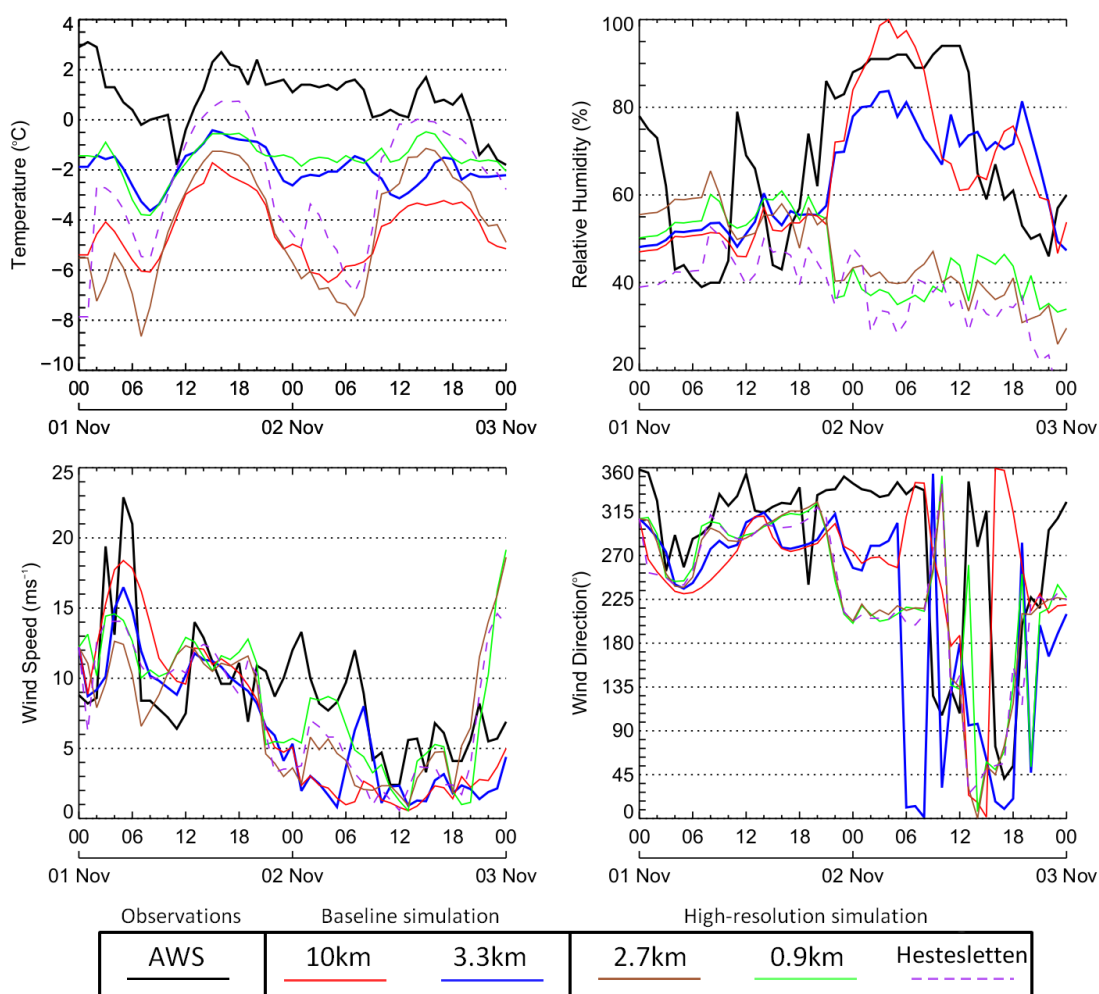 4
2
0
−2
−4
−6
−8
−10
Temperature (°C)
00 06 12 18 00 06 12 18 00
01 Nov 02 Nov 03 Nov
100
80
60
40
20
Relative Humidity (%)
00 06 12 18 00 06 12 18 00
01 Nov 02 Nov 03 Nov
25
20
15
10
5
0
Wind Speed (ms⁻¹)
00 06 12 18 00 06 12 18 00
01 Nov 02 Nov 03 Nov
360
315
270
225
180
135
90
45
0
Wind Direction(°)
00 06 12 18 00 06 12 18 00
01 Nov 02 Nov 03 Nov
Observations Baseline simulation High-resolution simulation
AWS 10km 3.3km 2.7km 0.9km Hestesletten